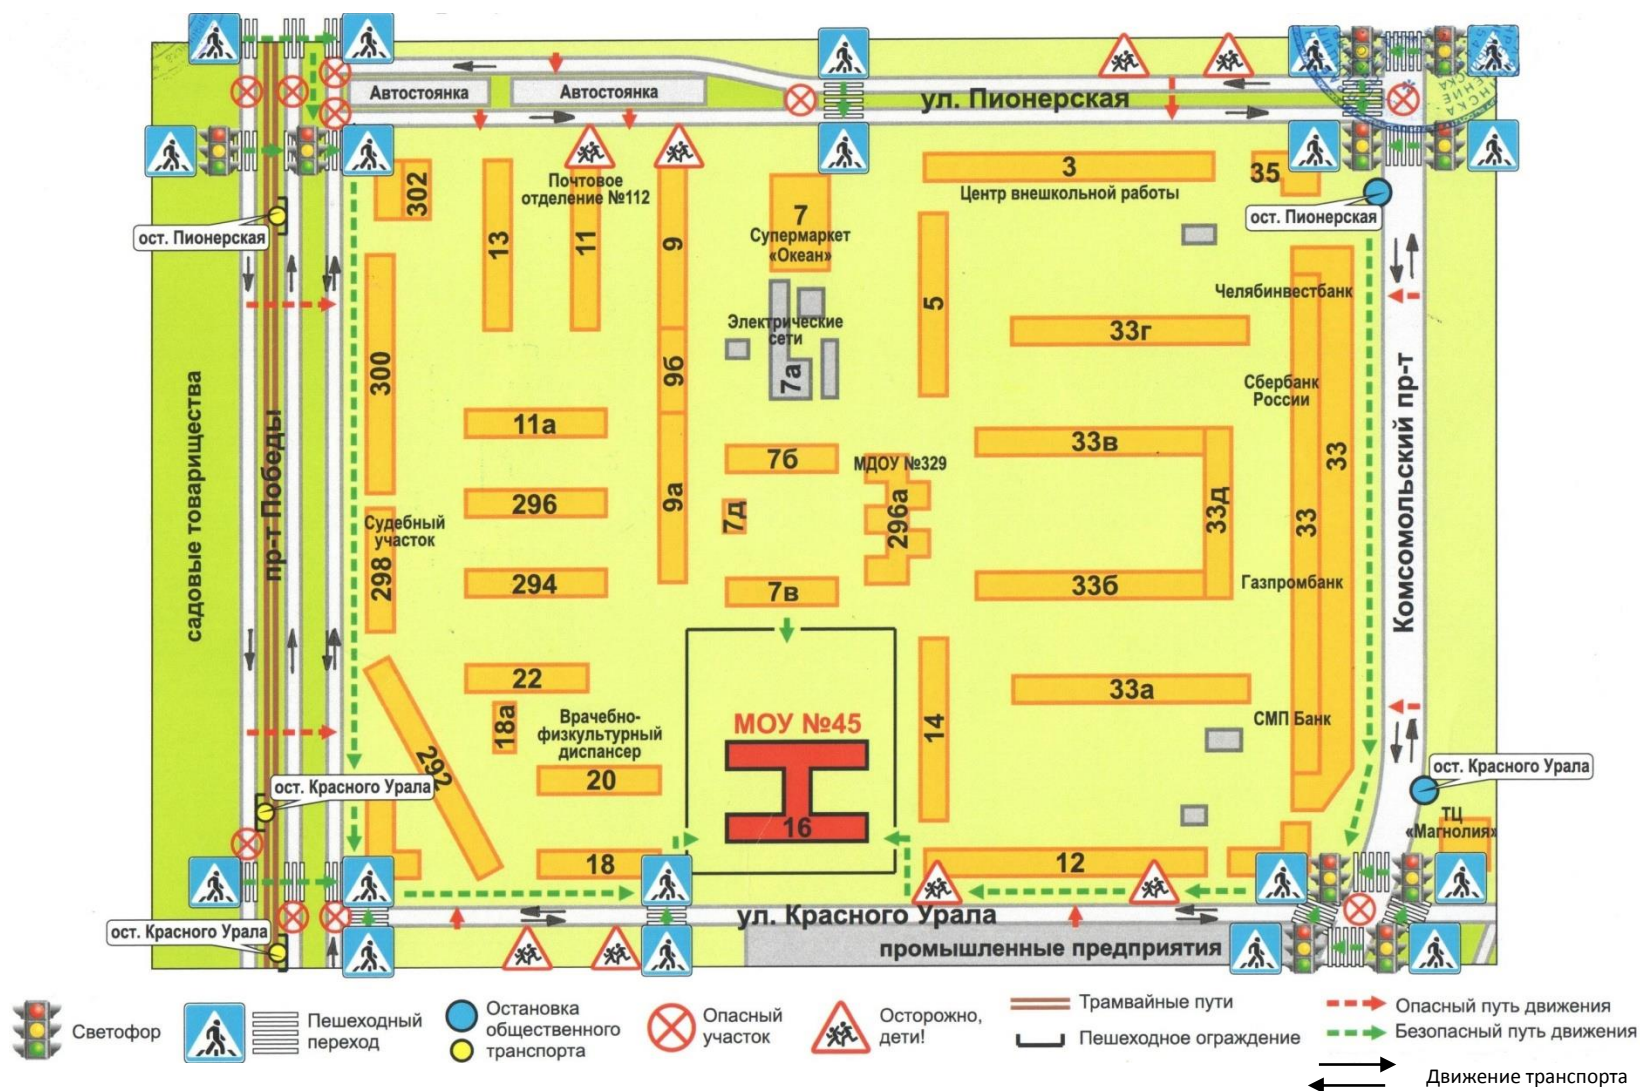 Автостоянка
Автостоянка
ул. Пионерская
302
13
Почтовое
отделение №112
11
9
7
Супермаркет
«Океан»
3
Центр внешкольной работы
35
ост. Пионерская
ост. Пионерская
5
Челябинвестбанк
33г
Электрические
сети
7а
300
9б
33
Сбербанк
России
садовые товарищества
пр-т Победы
Комсомольский пр-т
11а
7б
МДОУ №329
33в
296
9а
7д
296а
33д
33
Судебный
участок
298
294
7в
33б
Газпромбанк
22
18а
Врачебно-
физкультурный
диспансер
МОУ №45
14
33а
СМП Банк
292
20
16
ост. Красного Урала
ост. Красного Урала
ТЦ
«Магнолия»
18
12
ул. Красного Урала
ост. Красного Урала
промышленные предприятия
Светофор
Пешеходный
переход
Остановка
общественного
транспорта
Опасный
участок
Осторожно,
дети!
Трамвайные пути
Пешеходное ограждение
Опасный путь движения
Безопасный путь движения
Движение транспорта